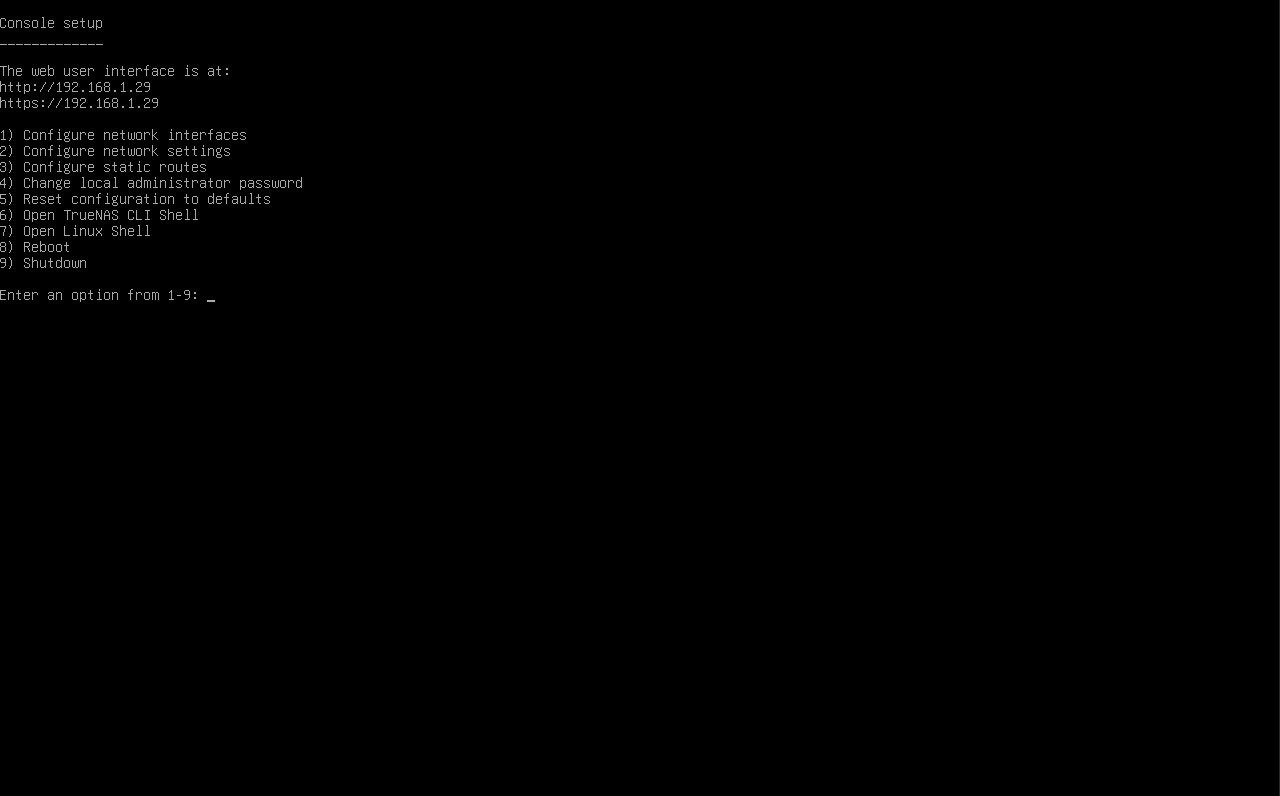 Console setup
-------------
The web user interface is at:
http://192.168.1.29
https://192.168.1.29
1) Configure network interfaces
2) Configure network settings
3) Configure static routes
4) Change local administrator password
5) Reset configuration to defaults
6) Open TrueNAS CLI Shell
7) Open Linux Shell
8) Reboot
9) Shutdown
Enter an option from 1-9: _